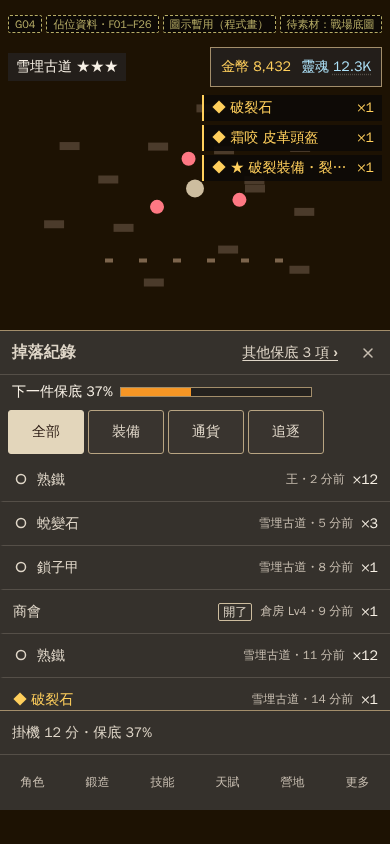 G04 佔位資料・F01–F26 圖示暫用（程式畫） 待素材：戰場底圖
雪埋古道 ★★★
金幣 8,432 靈魂 12.3K
◆ 破裂石 ×1
◆ 霜咬 皮革頭盔 ×1
◆ ★ 破裂裝備・裂⋯ ×1
掉落紀錄 其他保底 3 項 › ×
下一件保底 37%
全部 裝備 通貨 追逐
熟鐵 王・2 分前 ×12
蛻變石 雪埋古道・5 分前 ×3
鎖子甲 雪埋古道・8 分前 ×1
商會 開了 倉房 Lv4・9 分前 ×1
熟鐵 雪埋古道・11 分前 ×12
◆ 破裂石 雪埋古道・14 分前 ×1
掛機 12 分・保底 37%
角色 鍛造 技能 天賦 營地 更多